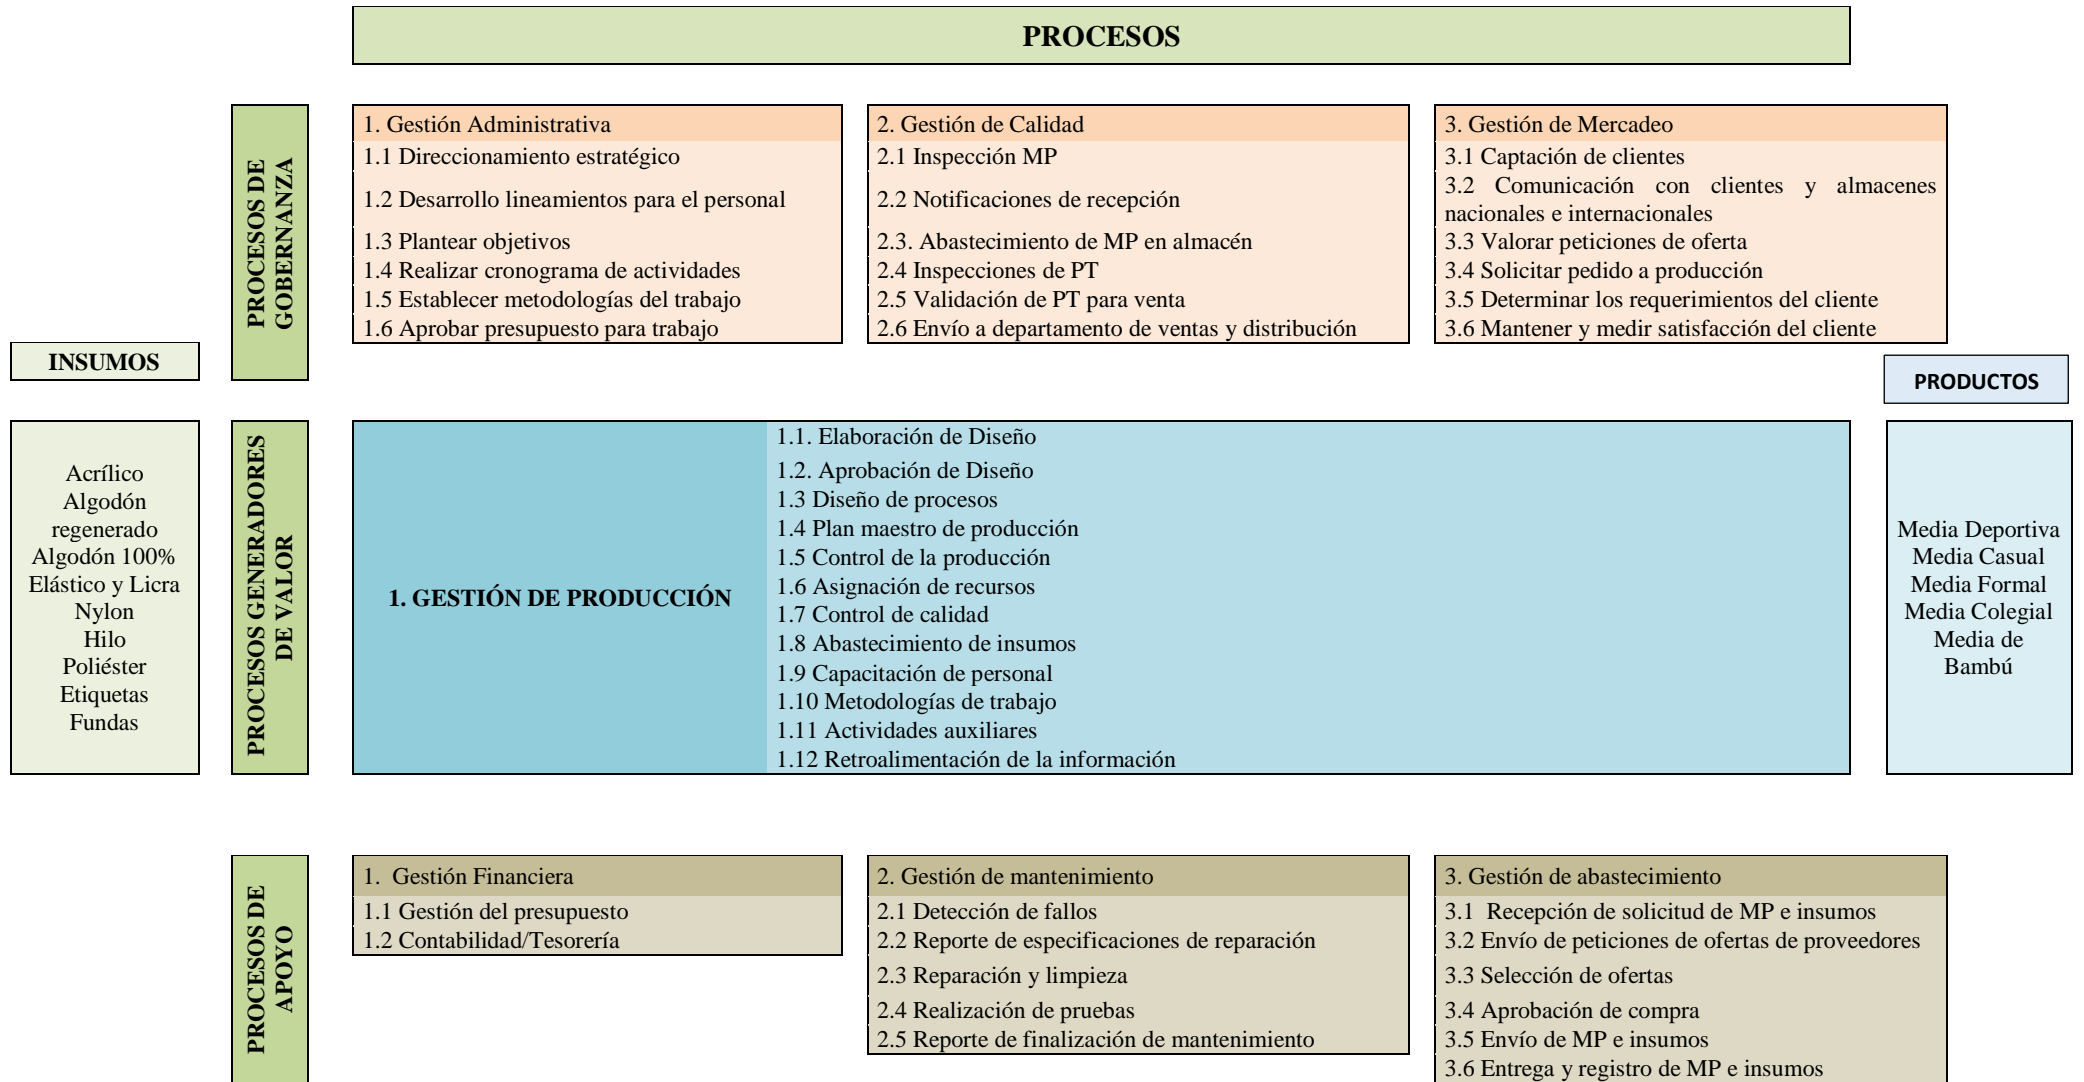 PROCESOS
PROCESOS DE
GOBERNANZA
1. Gestión Administrativa
1.1 Direccionamiento estratégico
1.2 Desarrollo lineamientos para el personal
1.3 Plantear objetivos
1.4 Realizar cronograma de actividades
1.5 Establecer metodologías del trabajo
1.6 Aprobar presupuesto para trabajo
2. Gestión de Calidad
2.1 Inspección MP
2.2 Notificaciones de recepción
2.3. Abastecimiento de MP en almacén
2.4 Inspecciones de PT
2.5 Validación de PT para venta
2.6 Envío a departamento de ventas y distribución
3. Gestión de Mercadeo
3.1 Captación de clientes
3.2 Comunicación con clientes y almacenes
nacionales e internacionales
3.3 Valorar peticiones de oferta
3.4 Solicitar pedido a producción
3.5 Determinar los requerimientos del cliente
3.6 Mantener y medir satisfacción del cliente
INSUMOS
Acrílico
Algodón
regenerado
Algodón 100%
Elástico y Licra
Nylon
Hilo
Poliéster
Etiquetas
Fundas
PROCESOS GENERADORES
DE VALOR
1. GESTIÓN DE PRODUCCIÓN
1.1. Elaboración de Diseño
1.2. Aprobación de Diseño
1.3 Diseño de procesos
1.4 Plan maestro de producción
1.5 Control de la producción
1.6 Asignación de recursos
1.7 Control de calidad
1.8 Abastecimiento de insumos
1.9 Capacitación de personal
1.10 Metodologías de trabajo
1.11 Actividades auxiliares
1.12 Retroalimentación de la información
PRODUCTOS
Media Deportiva
Media Casual
Media Formal
Media Colegial
Media de
Bambú
PROCESOS DE
APOYO
1. Gestión Financiera
1.1 Gestión del presupuesto
1.2 Contabilidad/Tesorería
2. Gestión de mantenimiento
2.1 Detección de fallos
2.2 Reporte de especificaciones de reparación
2.3 Reparación y limpieza
2.4 Realización de pruebas
2.5 Reporte de finalización de mantenimiento
3. Gestión de abastecimiento
3.1 Recepción de solicitud de MP e insumos
3.2 Envío de peticiones de ofertas de proveedores
3.3 Selección de ofertas
3.4 Aprobación de compra
3.5 Envío de MP e insumos
3.6 Entrega y registro de MP e insumos